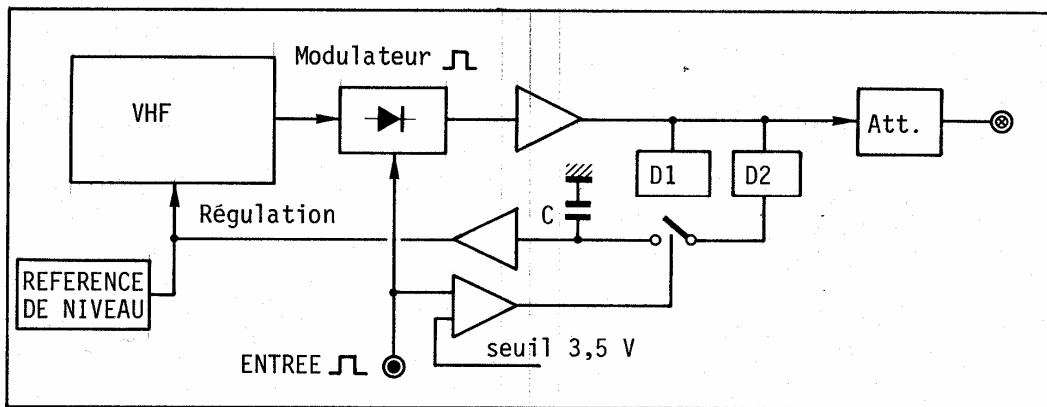 Modulateur
VHF
Att.
D1
D2
C
Régulation
REFERENCE
DE NIVEAU
seuil 3,5 V
ENTREE